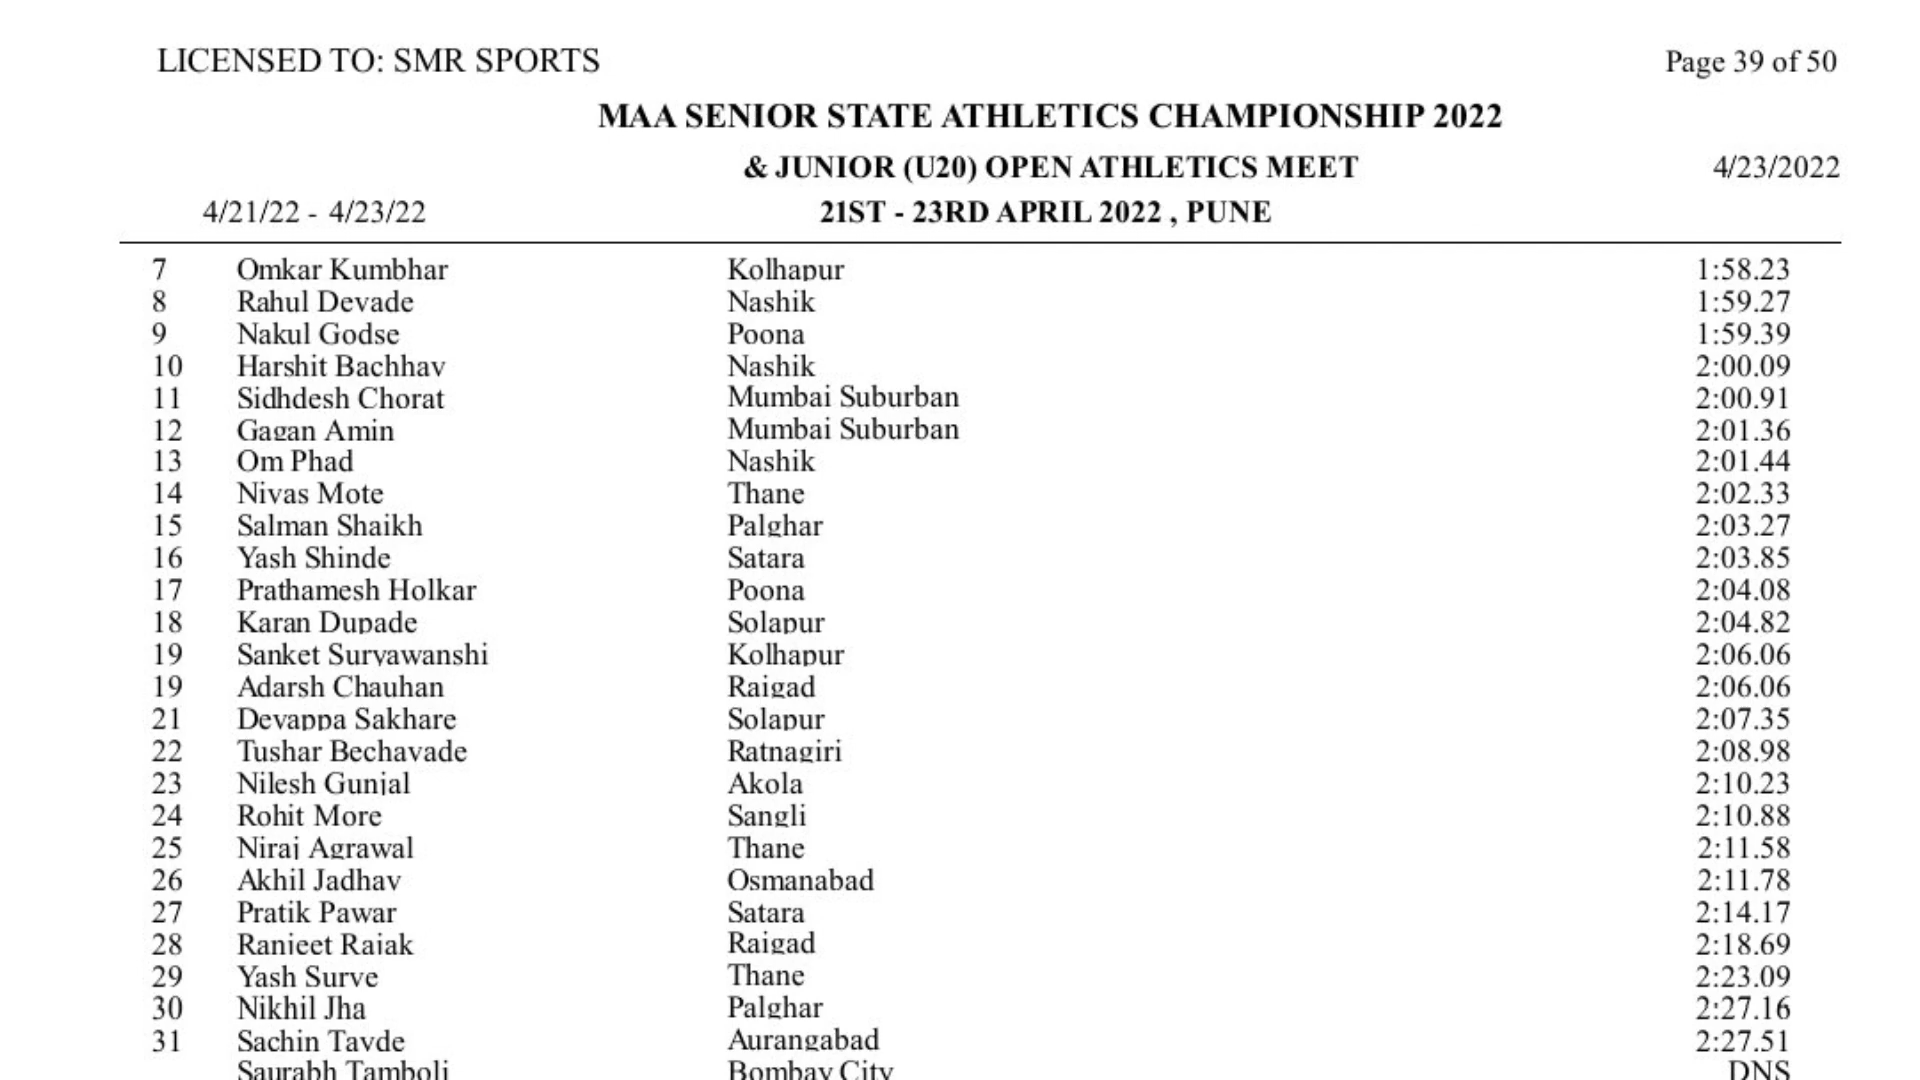 LICENSED TO: SMR SPORTS Page 39 of 50
MAA SENIOR STATE ATHLETICS CHAMPIONSHIP 2022
& JUNIOR (U20) OPEN ATHLETICS MEET 4/23/2022
4/21/22 - 4/23/22 21ST - 23RD APRIL 2022 , PUNE
7 Omkar Kumbhar Kolhapur 1:58.23
8 Rahul Devade Nashik 1:59.27
9 Nakul Godse Poona 1:59.39
10 Harshit Bachhav Nashik 2:00.09
11 Sidhdesh Chorat Mumbai Suburban 2:00.91
12 Gagan Amin Mumbai Suburban 2:01.36
13 Om Phad Nashik 2:01.44
14 Nivas Mote Thane 2:02.33
15 Salman Shaikh Palghar 2:03.27
16 Yash Shinde Satara 2:03.85
17 Prathamesh Holkar Poona 2:04.08
18 Karan Dupade Solapur 2:04.82
19 Sanket Suryawanshi Kolhapur 2:06.06
19 Adarsh Chauhan Raigad 2:06.06
21 Devappa Sakhare Solapur 2:07.35
22 Tushar Bechavade Ratnagiri 2:08.98
23 Nilesh Gunjal Akola 2:10.23
24 Rohit More Sangli 2:10.88
25 Niraj Agrawal Thane 2:11.58
26 Akhil Jadhav Osmanabad 2:11.78
27 Pratik Pawar Satara 2:14.17
28 Ranjeet Rajak Raigad 2:18.69
29 Yash Surve Thane 2:23.09
30 Nikhil Jha Palghar 2:27.16
31 Sachin Tayde Aurangabad 2:27.51
Saurabh Tamboli Bombay City DNS